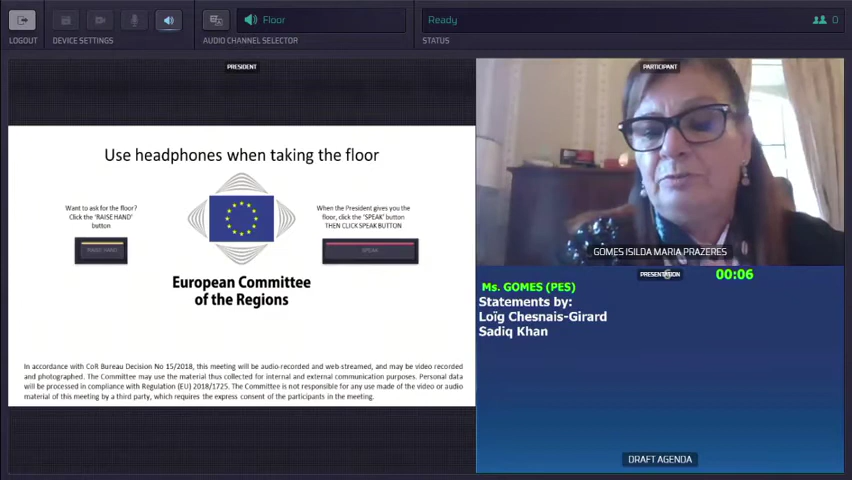 LOGOUT
DEVICE SETTINGS
Floor
AUDIO CHANNEL SELECTOR
Ready
STATUS
0
PRESIDENT
Use headphones when taking the floor
Want to ask for the floor?
Click the 'RAISE HAND'
button
RAISE HAND
When the President gives you the
floor, click the 'SPEAK' button
THEN CLICK SPEAK BUTTON
SPEAK
European Committee
of the Regions
In accordance with CoR Bureau Decision No 15/2018, this meeting will be audio-recorded and web-streamed, and may be video recorded
and photographed. The Committee may use the material thus collected for internal and external communication purposes. Personal data
will be processed in compliance with Regulation (EU) 2018/1725. The Committee is not responsible for any use made of the video or audio
material of this meeting by a third party, which requires the express consent of the participants in the meeting.
PARTICIPANT
GOMES ISILDA MARIA PRAZERES
PRESENTATION
00:06
Ms. GOMES (PES)
Statements by:
Loïg Chesnais-Girard
Sadiq Khan
DRAFT AGENDA